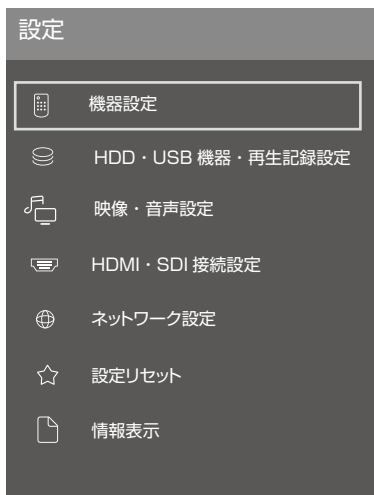 設定
機器設定
HDD・USB 機器・再生記録設定
映像・音声設定
HDMI・SDI 接続設定
ネットワーク設定
設定リセット
情報表示